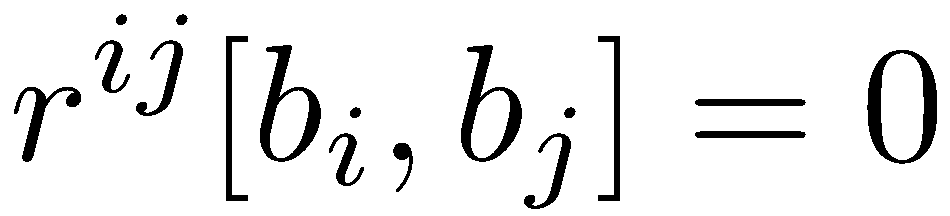 r^{ij}[b_i, b_j] = 0